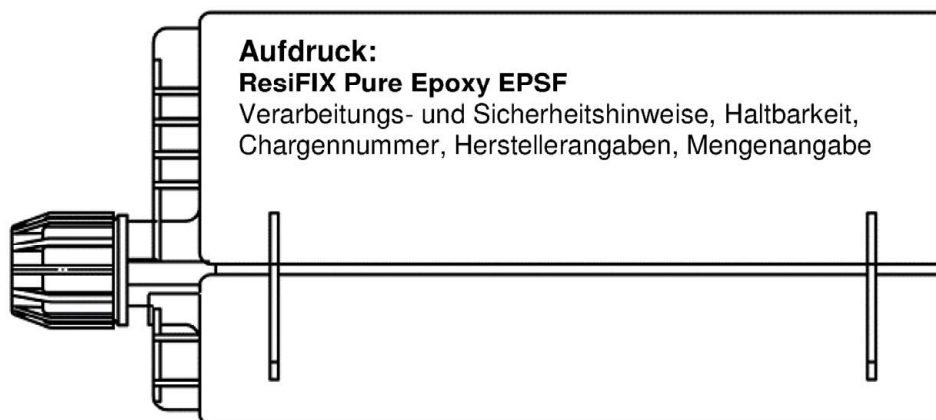 Aufdruck:
ResiFIX Pure Epoxy EPSF
Verarbeitungs- und Sicherheitshinweise, Haltbarkeit,
Chargennummer, Herstellerangaben, Mengenangabe